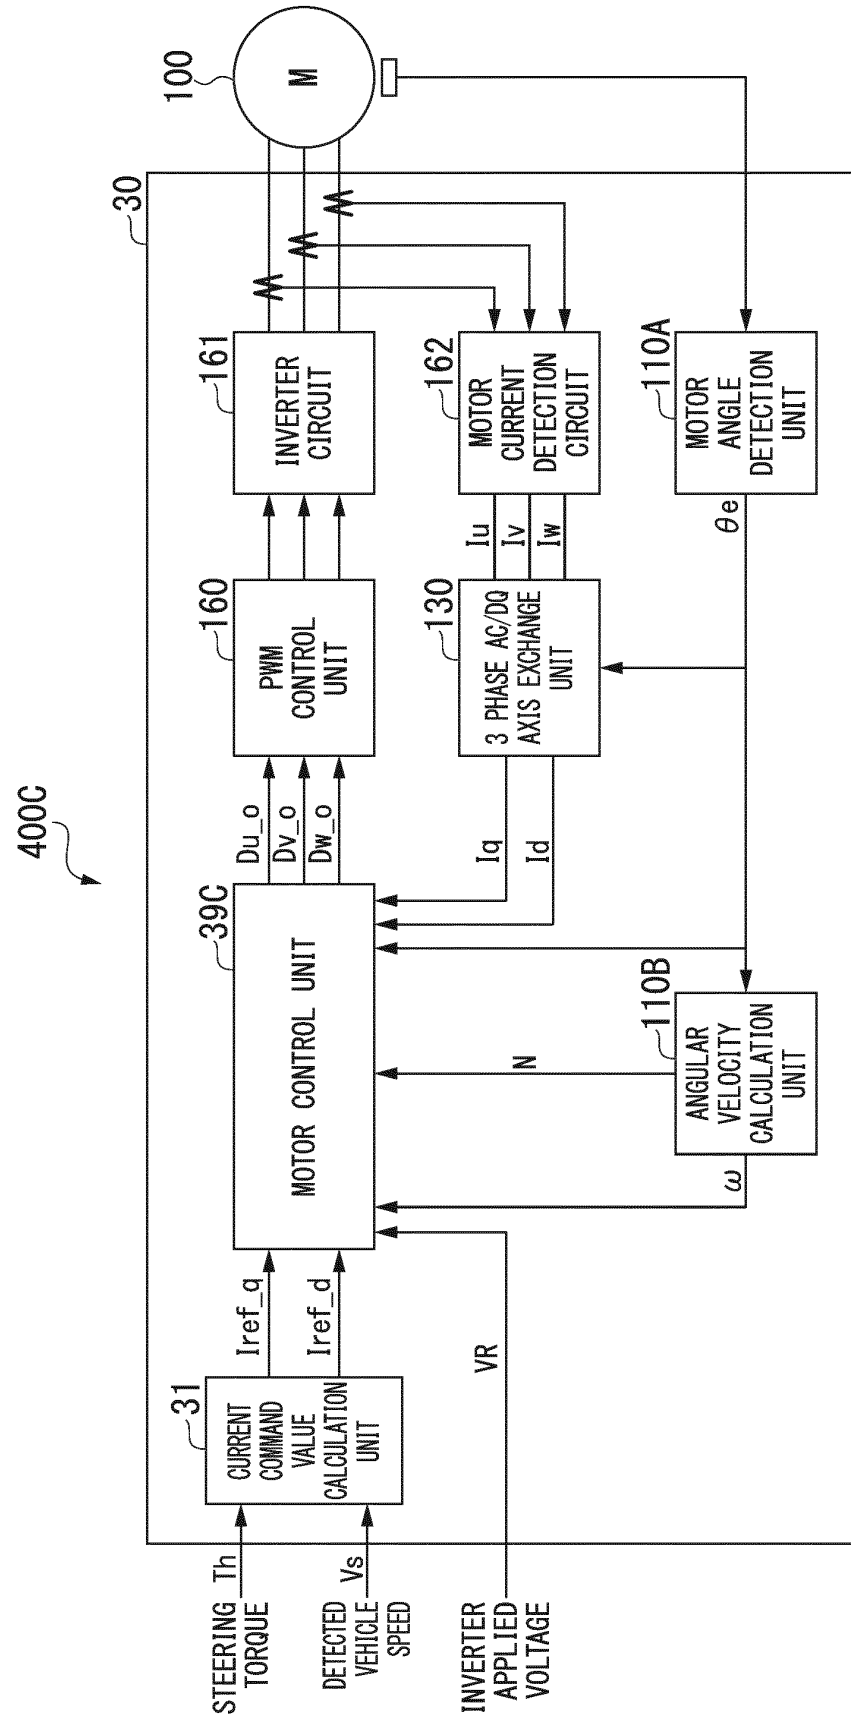 400C
30
100
M
STEERING
TORQUE
Th
DETECTED
VEHICLE
SPEED
Vs
INVERTER
APPLIED
VOLTAGE
VR
31
CURRENT
COMMAND
VALUE
CALCULATION
UNIT
Iref_q
Iref_d
39C
MOTOR CONTROL UNIT
Du_o
Dv_o
Dw_o
160
PWM
CONTROL
UNIT
161
INVERTER
CIRCUIT
162
MOTOR
CURRENT
DETECTION
CIRCUIT
Iu
Iv
Iw
130
3 PHASE AC/DQ
AXIS EXCHANGE
UNIT
Iq
Id
110A
MOTOR
ANGLE
DETECTION
UNIT
θe
110B
ANGULAR
VELOCITY
CALCULATION
UNIT
N
ω